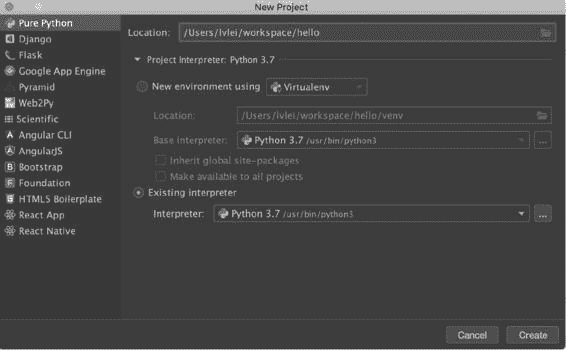 New Project
Pure Python
Django
Flask
Google App Engine
Pyramid
Web2Py
Scientific
Angular CLI
AngularJS
Bootstrap
Foundation
HTML5 Boilerplate
React App
React Native
Location: /Users/lvlei/workspace/hello
Project Interpreter: Python 3.7
New environment using Virtualenv
Location: /Users/lvlei/workspace/hello/venv
Base interpreter: Python 3.7 /usr/bin/python3 ...
Inherit global site-packages
Make available to all projects
Existing interpreter
Interpreter: Python 3.7 /usr/bin/python3 ...
Cancel Create